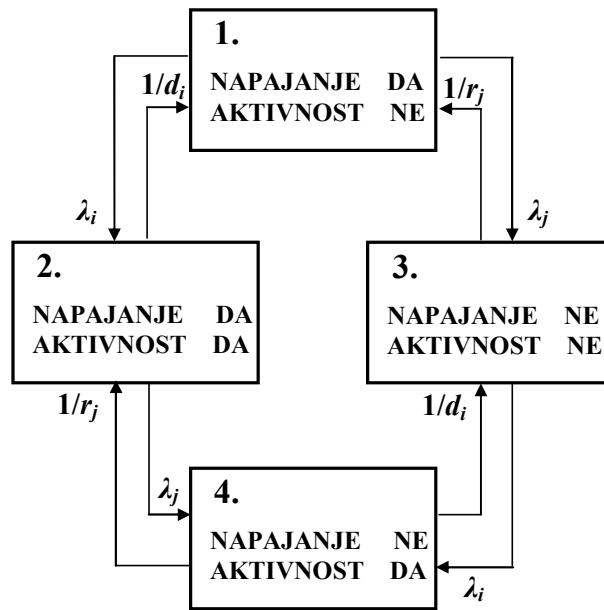 1.
NAPAJANJE DA
AKTIVNOST NE
1/dᵢ
1/rⱼ
λᵢ
λⱼ
2.
NAPAJANJE DA
AKTIVNOST DA
3.
NAPAJANJE NE
AKTIVNOST NE
1/rⱼ
1/dᵢ
λⱼ
4.
NAPAJANJE NE
AKTIVNOST DA
λᵢ